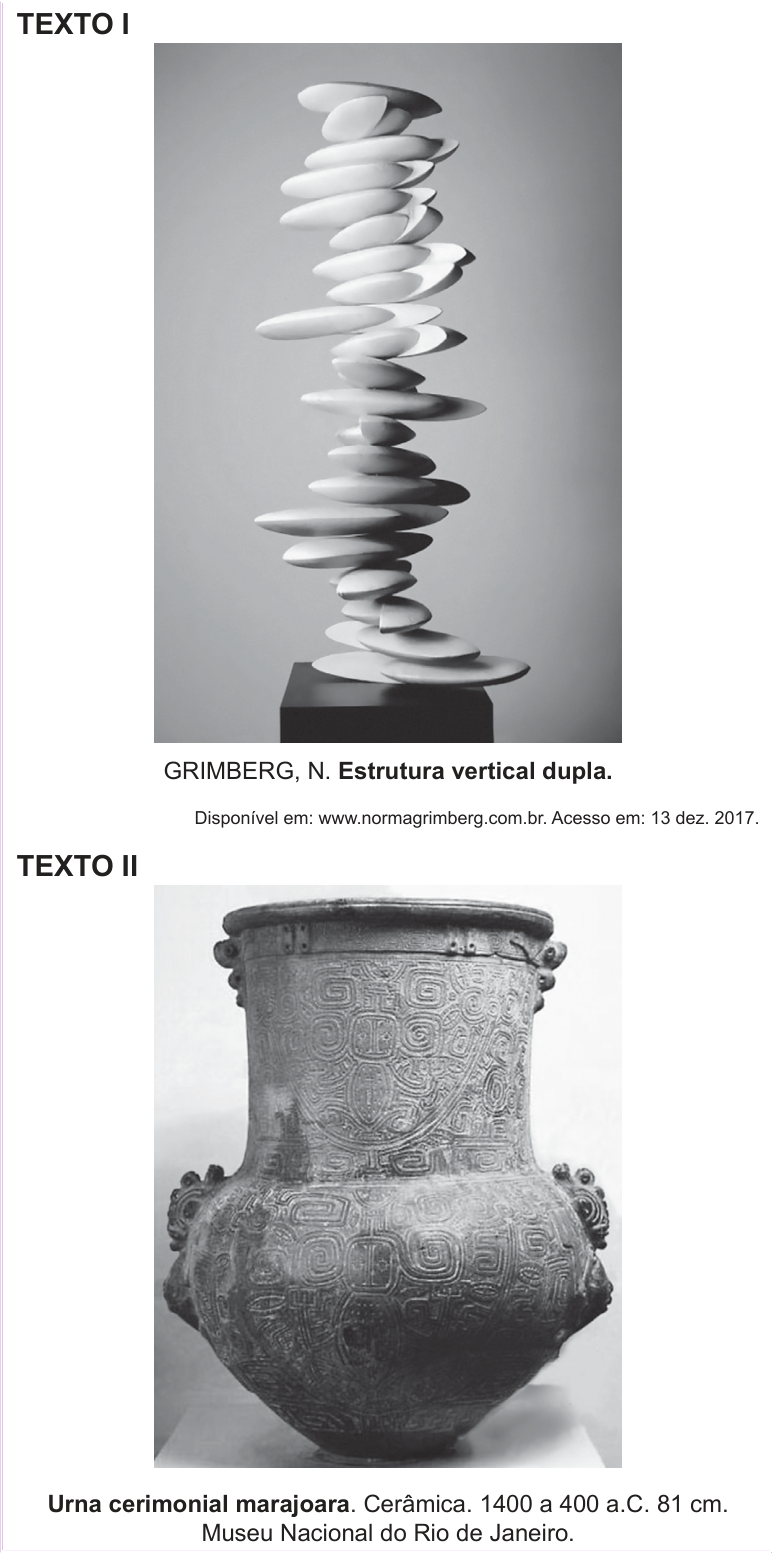 TEXTO I
GRIMBERG, N. Estrutura vertical dupla.
Disponível em: www.normagrimberg.com.br. Acesso em: 13 dez. 2017.
TEXTO II
Urna cerimonial marajoara. Cerâmica. 1400 a 400 a.C. 81 cm.
Museu Nacional do Rio de Janeiro.